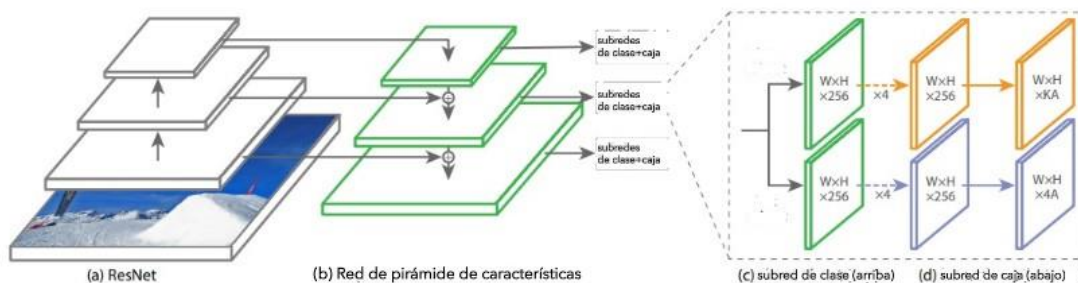 subredes
de clase+caja
subredes
de clase+caja
subredes
de clase+caja
W×H
×256
×4
W×H
×256
W×H
×KA
W×H
×256
×4
W×H
×256
W×H
×4A
(a) ResNet
(b) Red de pirámide de características
(c) subred de clase (arriba)
(d) subred de caja (abajo)